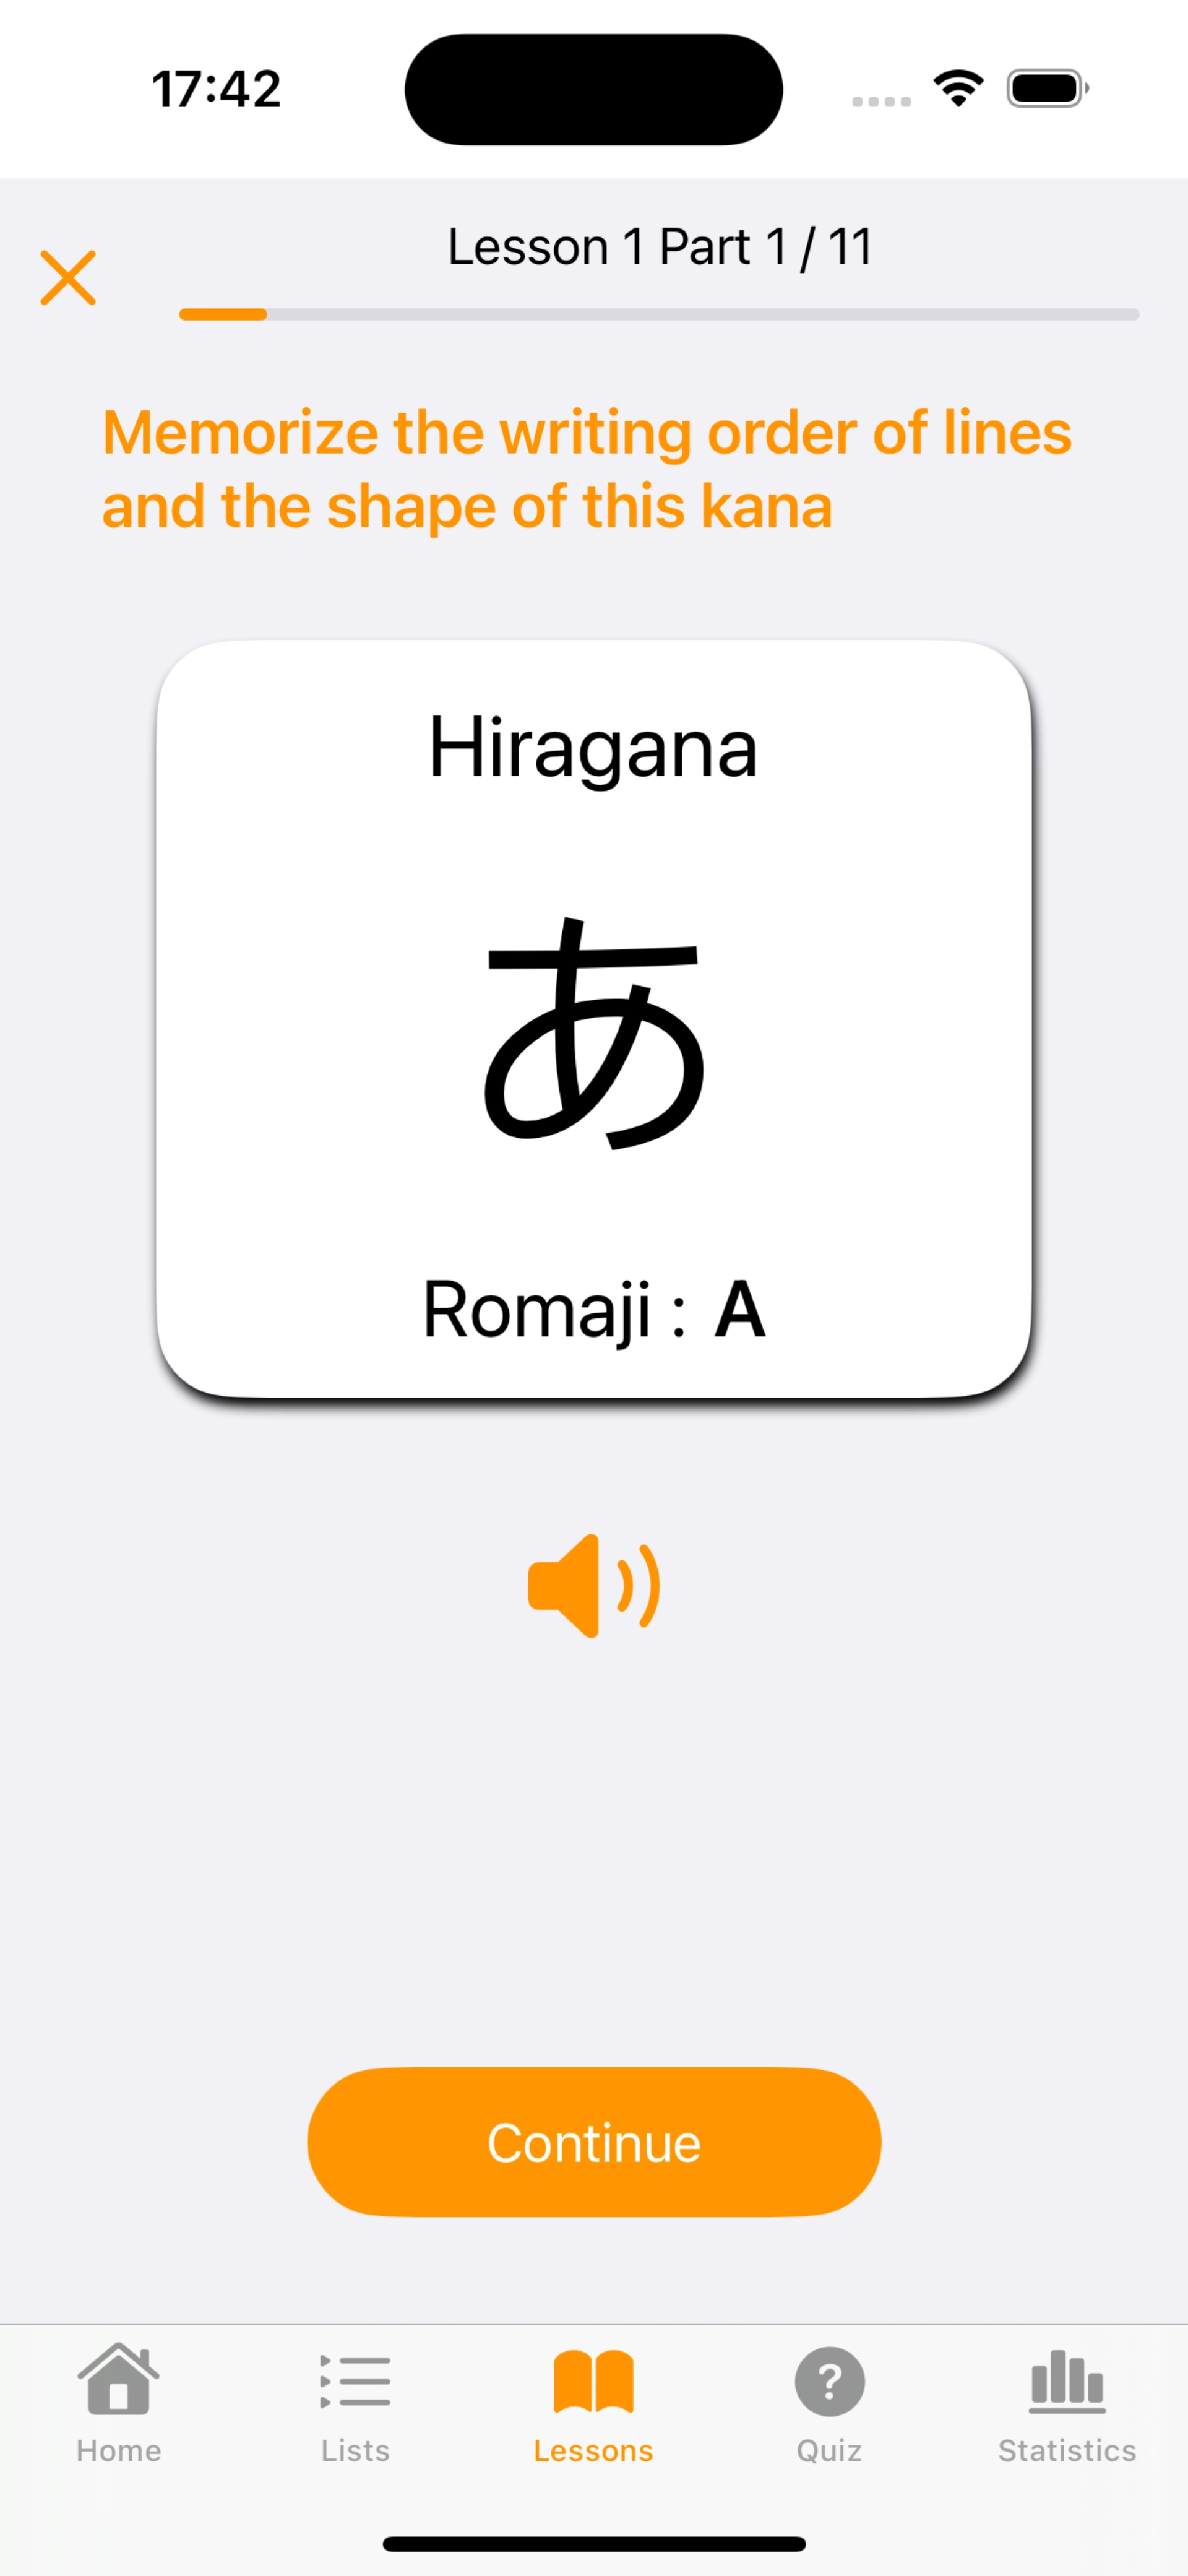 17:42
Lesson 1 Part 1 / 11
Memorize the writing order of lines
and the shape of this kana
Hiragana
あ
Romaji : A
Continue
Home
Lists
Lessons
Quiz
Statistics